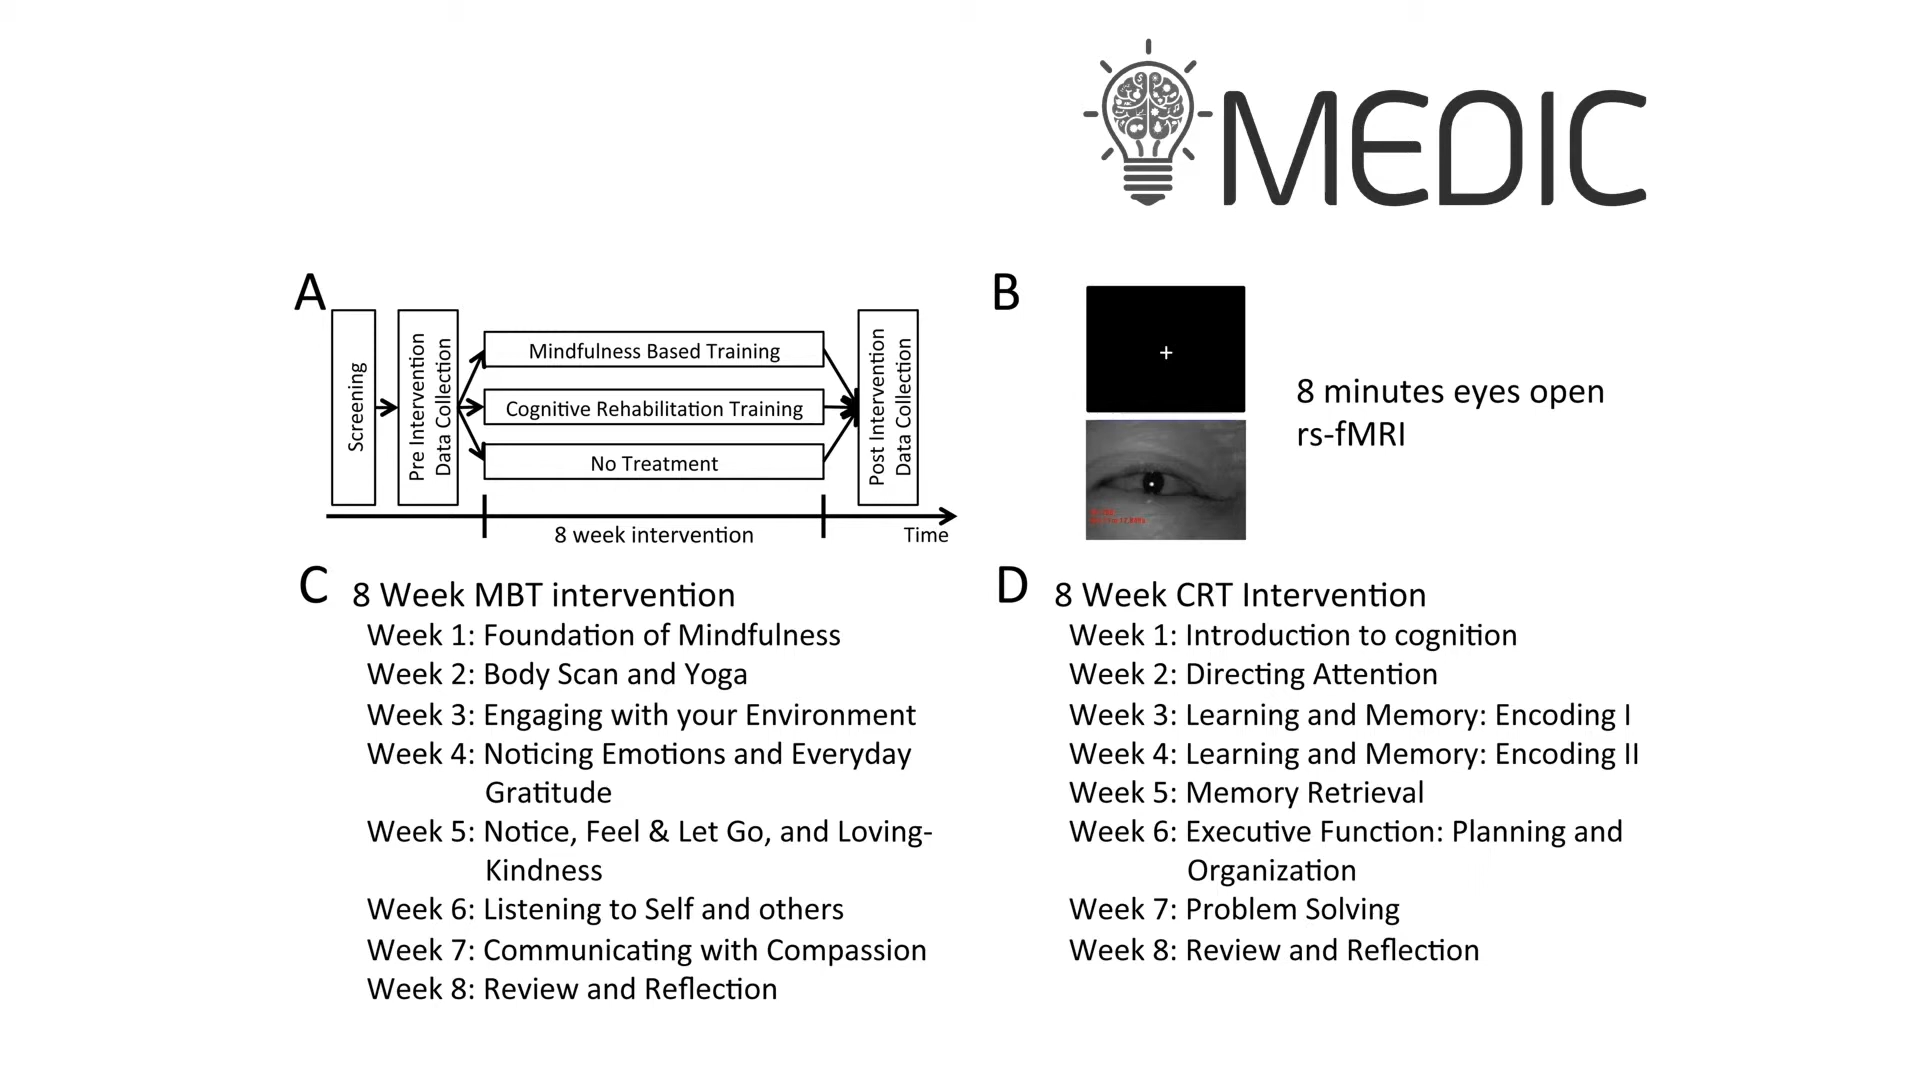 MEDIC
A
Screening
Pre Intervention
Data Collection
Mindfulness Based Training
Cognitive Rehabilitation Training
No Treatment
Post Intervention
Data Collection
8 week intervention
Time
B
+
8 minutes eyes open
rs-fMRI
C
8 Week MBT intervention
Week 1: Foundation of Mindfulness
Week 2: Body Scan and Yoga
Week 3: Engaging with your Environment
Week 4: Noticing Emotions and Everyday
Gratitude
Week 5: Notice, Feel & Let Go, and Loving-
Kindness
Week 6: Listening to Self and others
Week 7: Communicating with Compassion
Week 8: Review and Reflection
D
8 Week CRT Intervention
Week 1: Introduction to cognition
Week 2: Directing Attention
Week 3: Learning and Memory: Encoding I
Week 4: Learning and Memory: Encoding II
Week 5: Memory Retrieval
Week 6: Executive Function: Planning and
Organization
Week 7: Problem Solving
Week 8: Review and Reflection